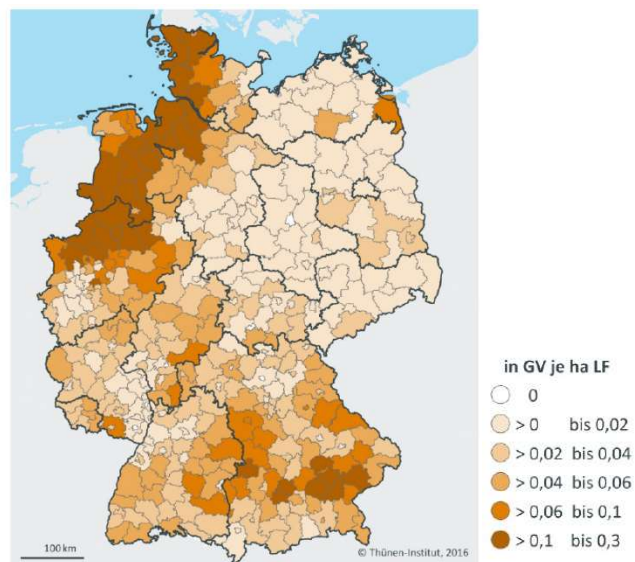 in GV je ha LF
0
> 0 bis 0,02
> 0,02 bis 0,04
> 0,04 bis 0,06
> 0,06 bis 0,1
> 0,1 bis 0,3
100 km
© Thünen-Institut, 2016